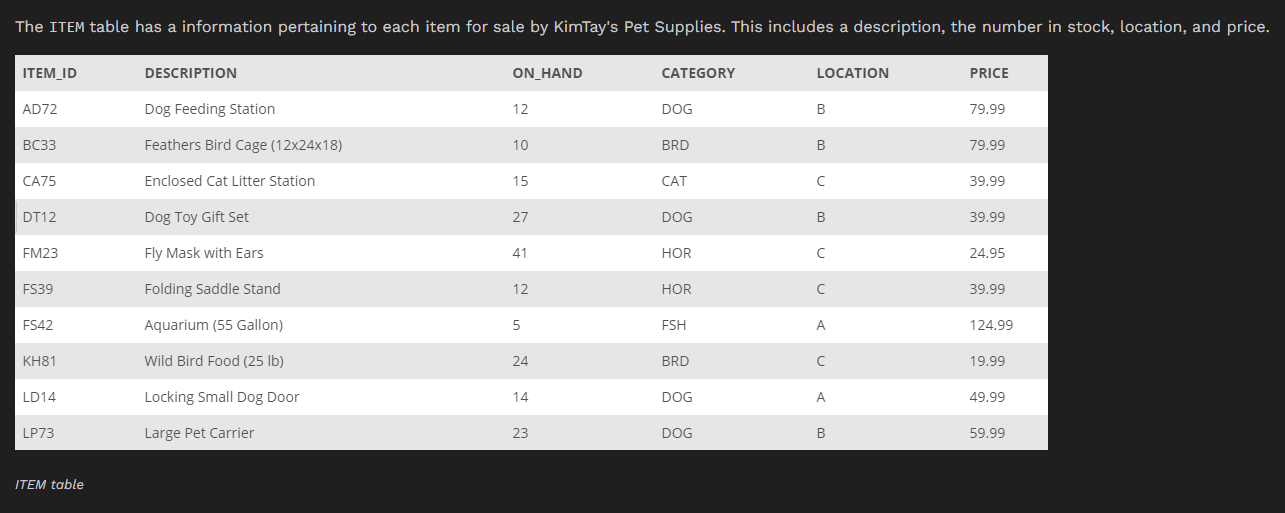 The ITEM table has a information pertaining to each item for sale by KimTay's Pet Supplies. This includes a description, the number in stock, location, and price.
ITEM_ID DESCRIPTION ON_HAND CATEGORY LOCATION PRICE
AD72 Dog Feeding Station 12 DOG B 79.99
BC33 Feathers Bird Cage (12x24x18) 10 BRD B 79.99
CA75 Enclosed Cat Litter Station 15 CAT C 39.99
DT12 Dog Toy Gift Set 27 DOG B 39.99
FM23 Fly Mask with Ears 41 HOR C 24.95
FS39 Folding Saddle Stand 12 HOR C 39.99
FS42 Aquarium (55 Gallon) 5 FSH A 124.99
KH81 Wild Bird Food (25 lb) 24 BRD C 19.99
LD14 Locking Small Dog Door 14 DOG A 49.99
LP73 Large Pet Carrier 23 DOG B 59.99
ITEM table